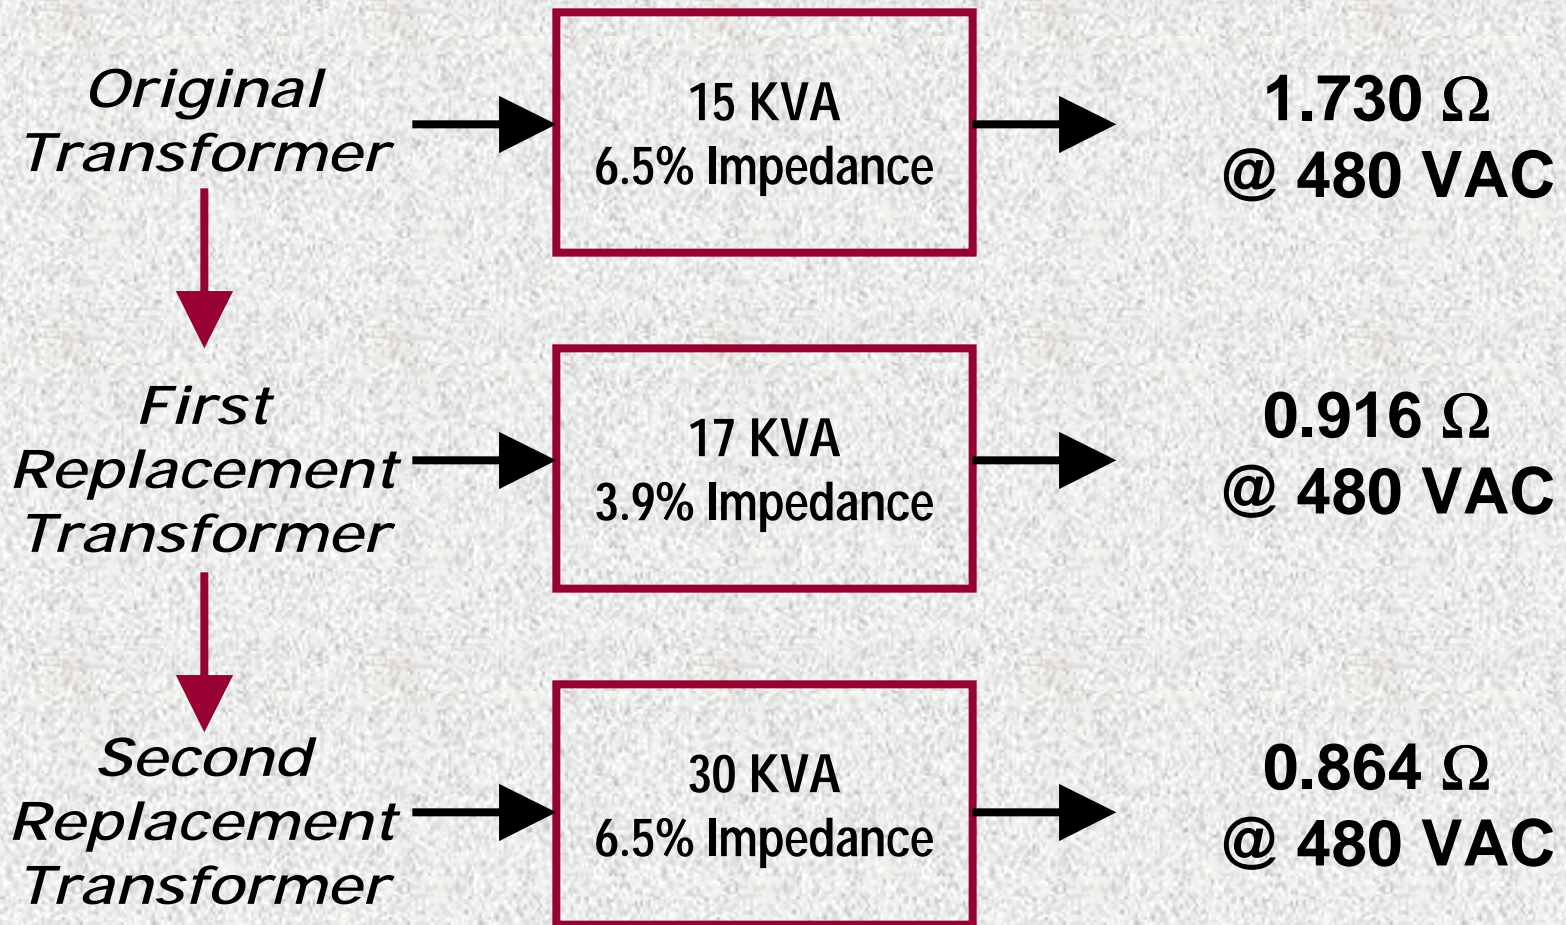 Original
Transformer
15 KVA
6.5% Impedance
1.730 Ω
@ 480 VAC
First
Replacement
Transformer
17 KVA
3.9% Impedance
0.916 Ω
@ 480 VAC
Second
Replacement
Transformer
30 KVA
6.5% Impedance
0.864 Ω
@ 480 VAC